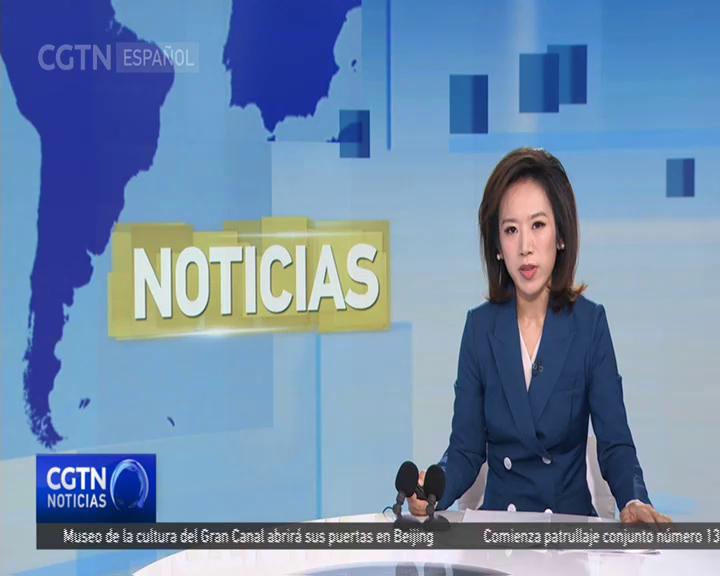 CGTN ESPAÑOL
NOTICIAS
CGTN
NOTICIAS
Museo de la cultura del Gran Canal abrirá sus puertas en Beijing Comienza patrullaje conjunto número 13